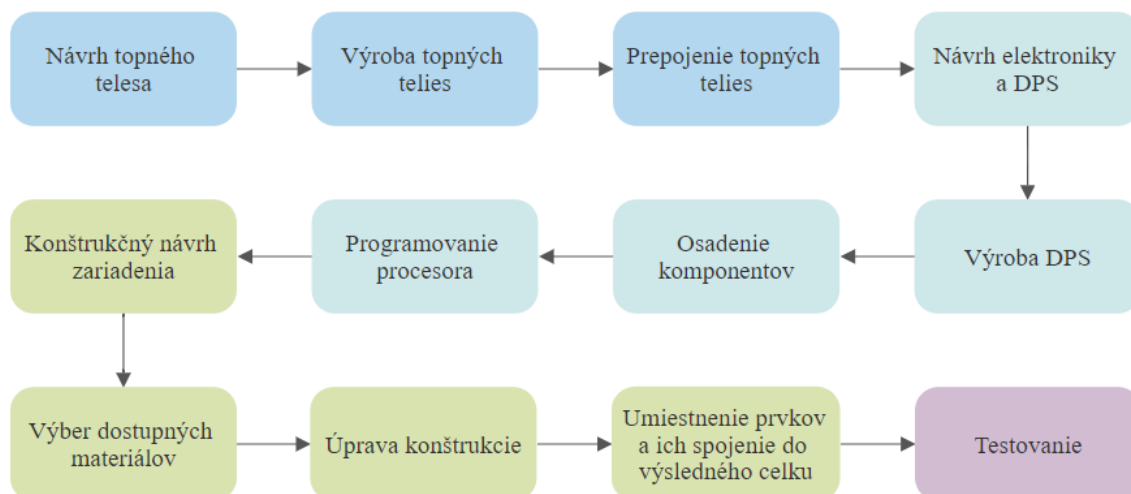 Návrh topného
telesa
Výroba topných
telies
Prepojenie topných
telies
Návrh elektroniky
a DPS
Výroba DPS
Osadenie
komponentov
Programovanie
procesora
Konštrukčný návrh
zariadenia
Výber dostupných
materiálov
Úprava konštrukcie
Umiestnenie prvkov
a ich spojenie do
výsledného celku
Testovanie